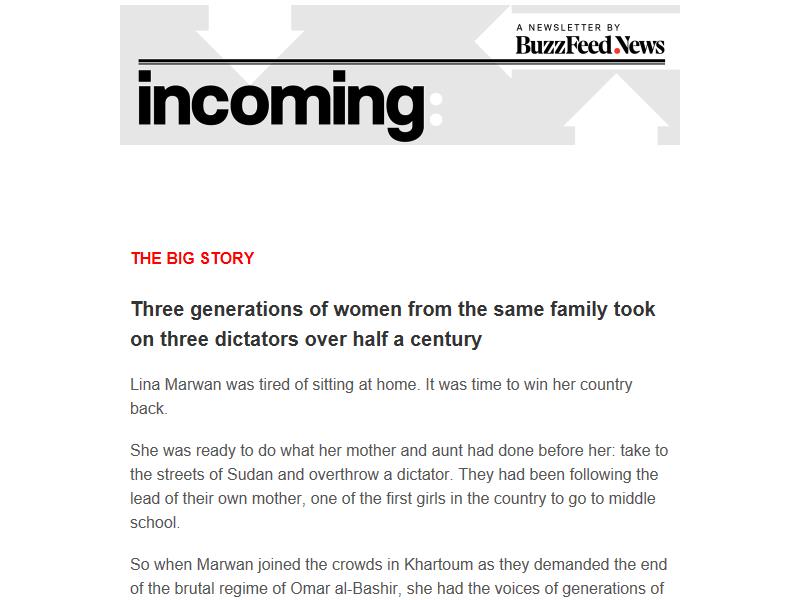 A NEWSLETTER BY
BuzzFeed.News
incoming:
THE BIG STORY
Three generations of women from the same family took
on three dictators over half a century
Lina Marwan was tired of sitting at home. It was time to win her country
back.
She was ready to do what her mother and aunt had done before her: take to
the streets of Sudan and overthrow a dictator. They had been following the
lead of their own mother, one of the first girls in the country to go to middle
school.
So when Marwan joined the crowds in Khartoum as they demanded the end
of the brutal regime of Omar al-Bashir, she had the voices of generations of